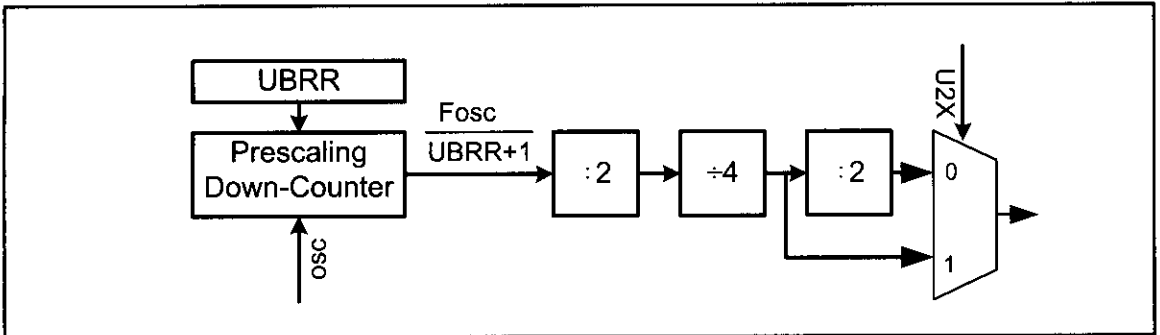 UBRR
Prescaling
Down-Counter
osc
Fosc
UBRR+1
:2
÷4
:2
U2X
0
1